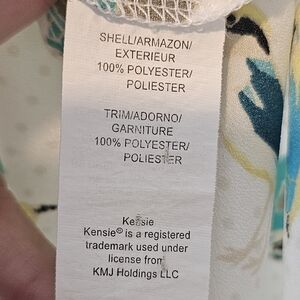 SHELL/ARMAZON/
EXTERIEUR
100% POLYESTER/
POLIESTER
TRIM/ADORNO/
GARNITURE
100% POLYESTER/
POLIESTER
Kensie
Kensie® is a registered
trademark used under
license from
KMJ Holdings LLC